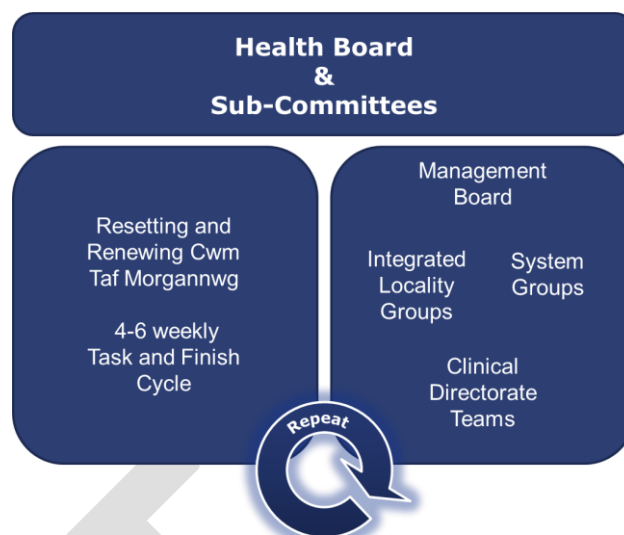 Health Board
&
Sub-Committees
Resetting and
Renewing Cwm
Taf Morgannwg
4-6 weekly
Task and Finish
Cycle
Management
Board
Integrated
Locality
Groups
System
Groups
Clinical
Directorate
Teams
Repeat